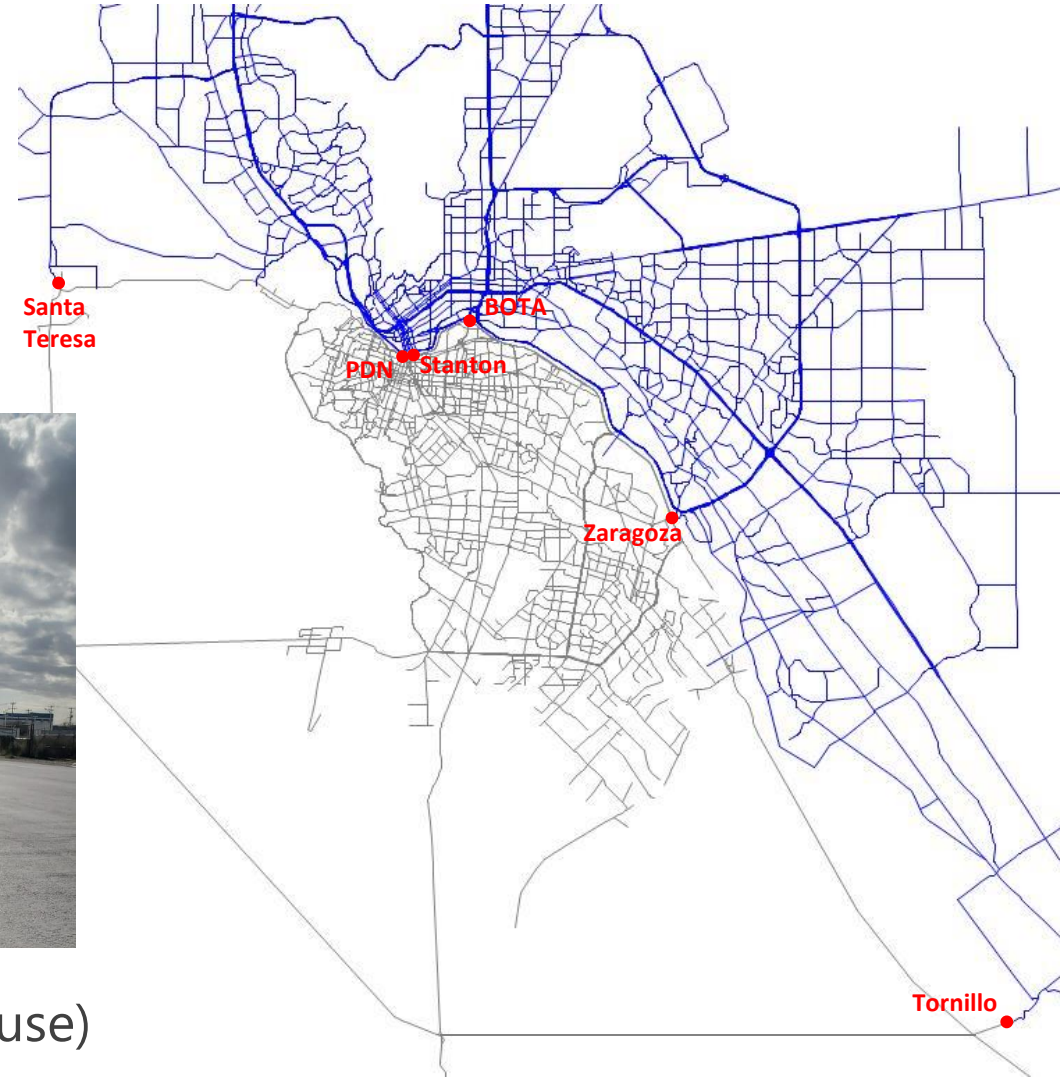 Santa
Teresa
BOTA
PDN
Stanton
Zaragoza
Tornillo
use)